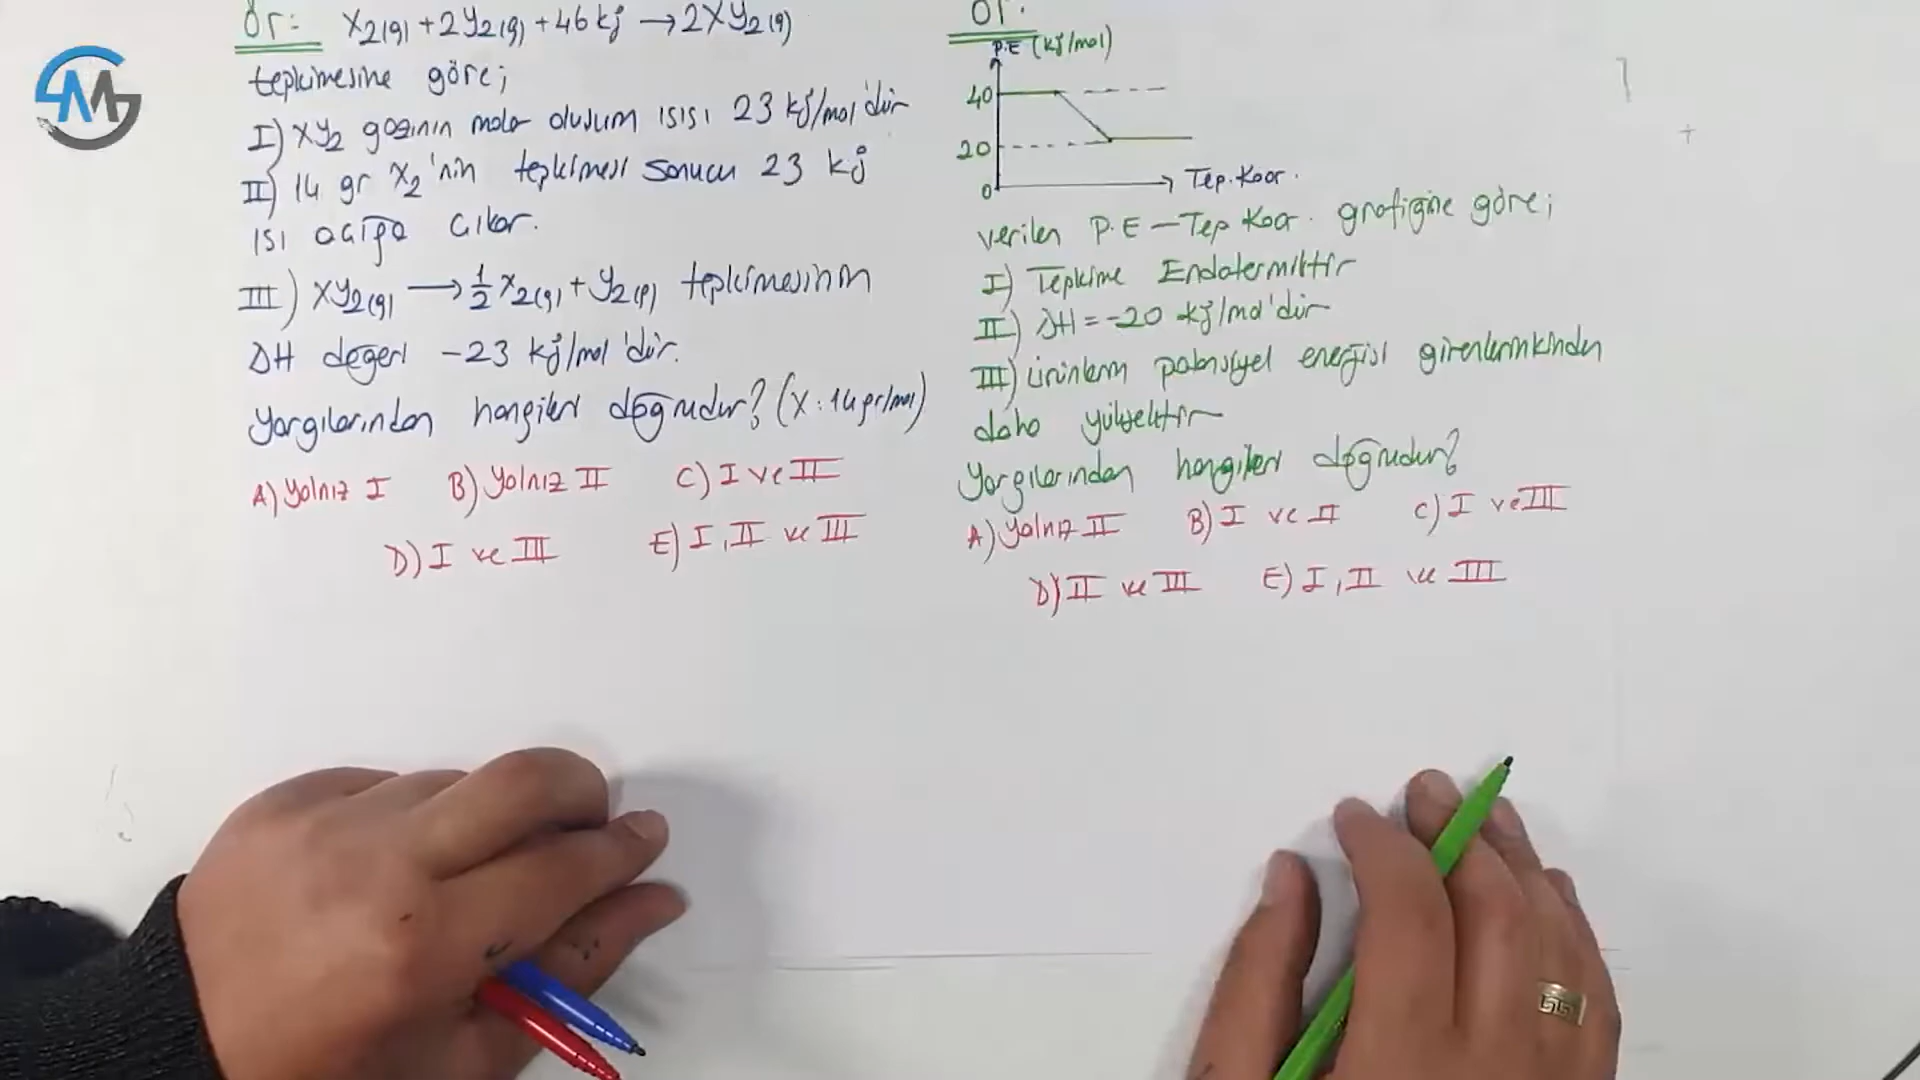 Ör:
X2(g) + 2Y2(g) + 46 kj → 2XY2(g)
tepkimesine göre;
I) XY2 gazının molar oluşum ısısı 23 kj/mol'dür
II) 14 gr X2'nin tepkimesi sonucu 23 kj
ısı açığa çıkar.
III) XY2(g) → 1/2 X2(g) + Y2(g) tepkimesinin
ΔH değeri -23 kj/mol'dür.
Yargılarından hangileri doğrudur? (X: 14 gr/mol)
A) Yalnız I B) Yalnız II C) I ve II
D) I ve III E) I, II ve III
Ör:
P.E (kj/mol)
40
20
0
Tep. Koor.
verilen P.E – Tep Koor. grafiğine göre;
I) Tepkime Endotermiktir
II) ΔH = -20 kj/mol'dür
III) ürünlerin potansiyel enerjisi girenlerinkinden
daha yüksektir
Yargılarından hangileri doğrudur?
A) Yalnız II B) I ve II C) I ve III
D) II ve III E) I, II ve III